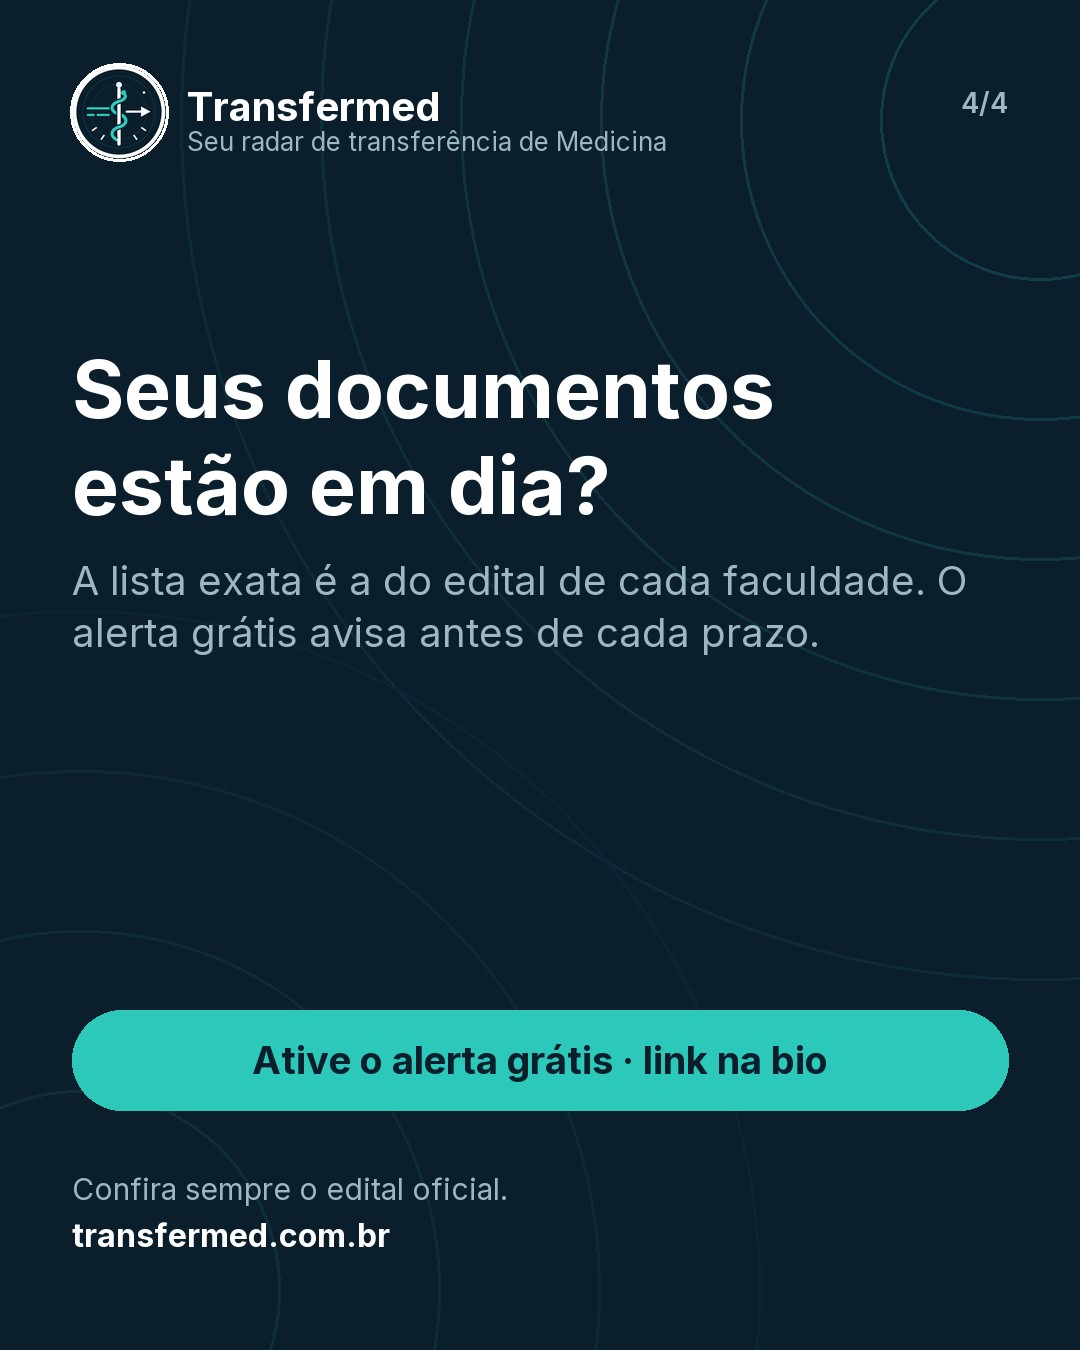 Transfermed
Seu radar de transferência de Medicina
4/4
Seus documentos
estão em dia?
A lista exata é a do edital de cada faculdade. O
alerta grátis avisa antes de cada prazo.
Ative o alerta grátis · link na bio
Confira sempre o edital oficial.
transfermed.com.br